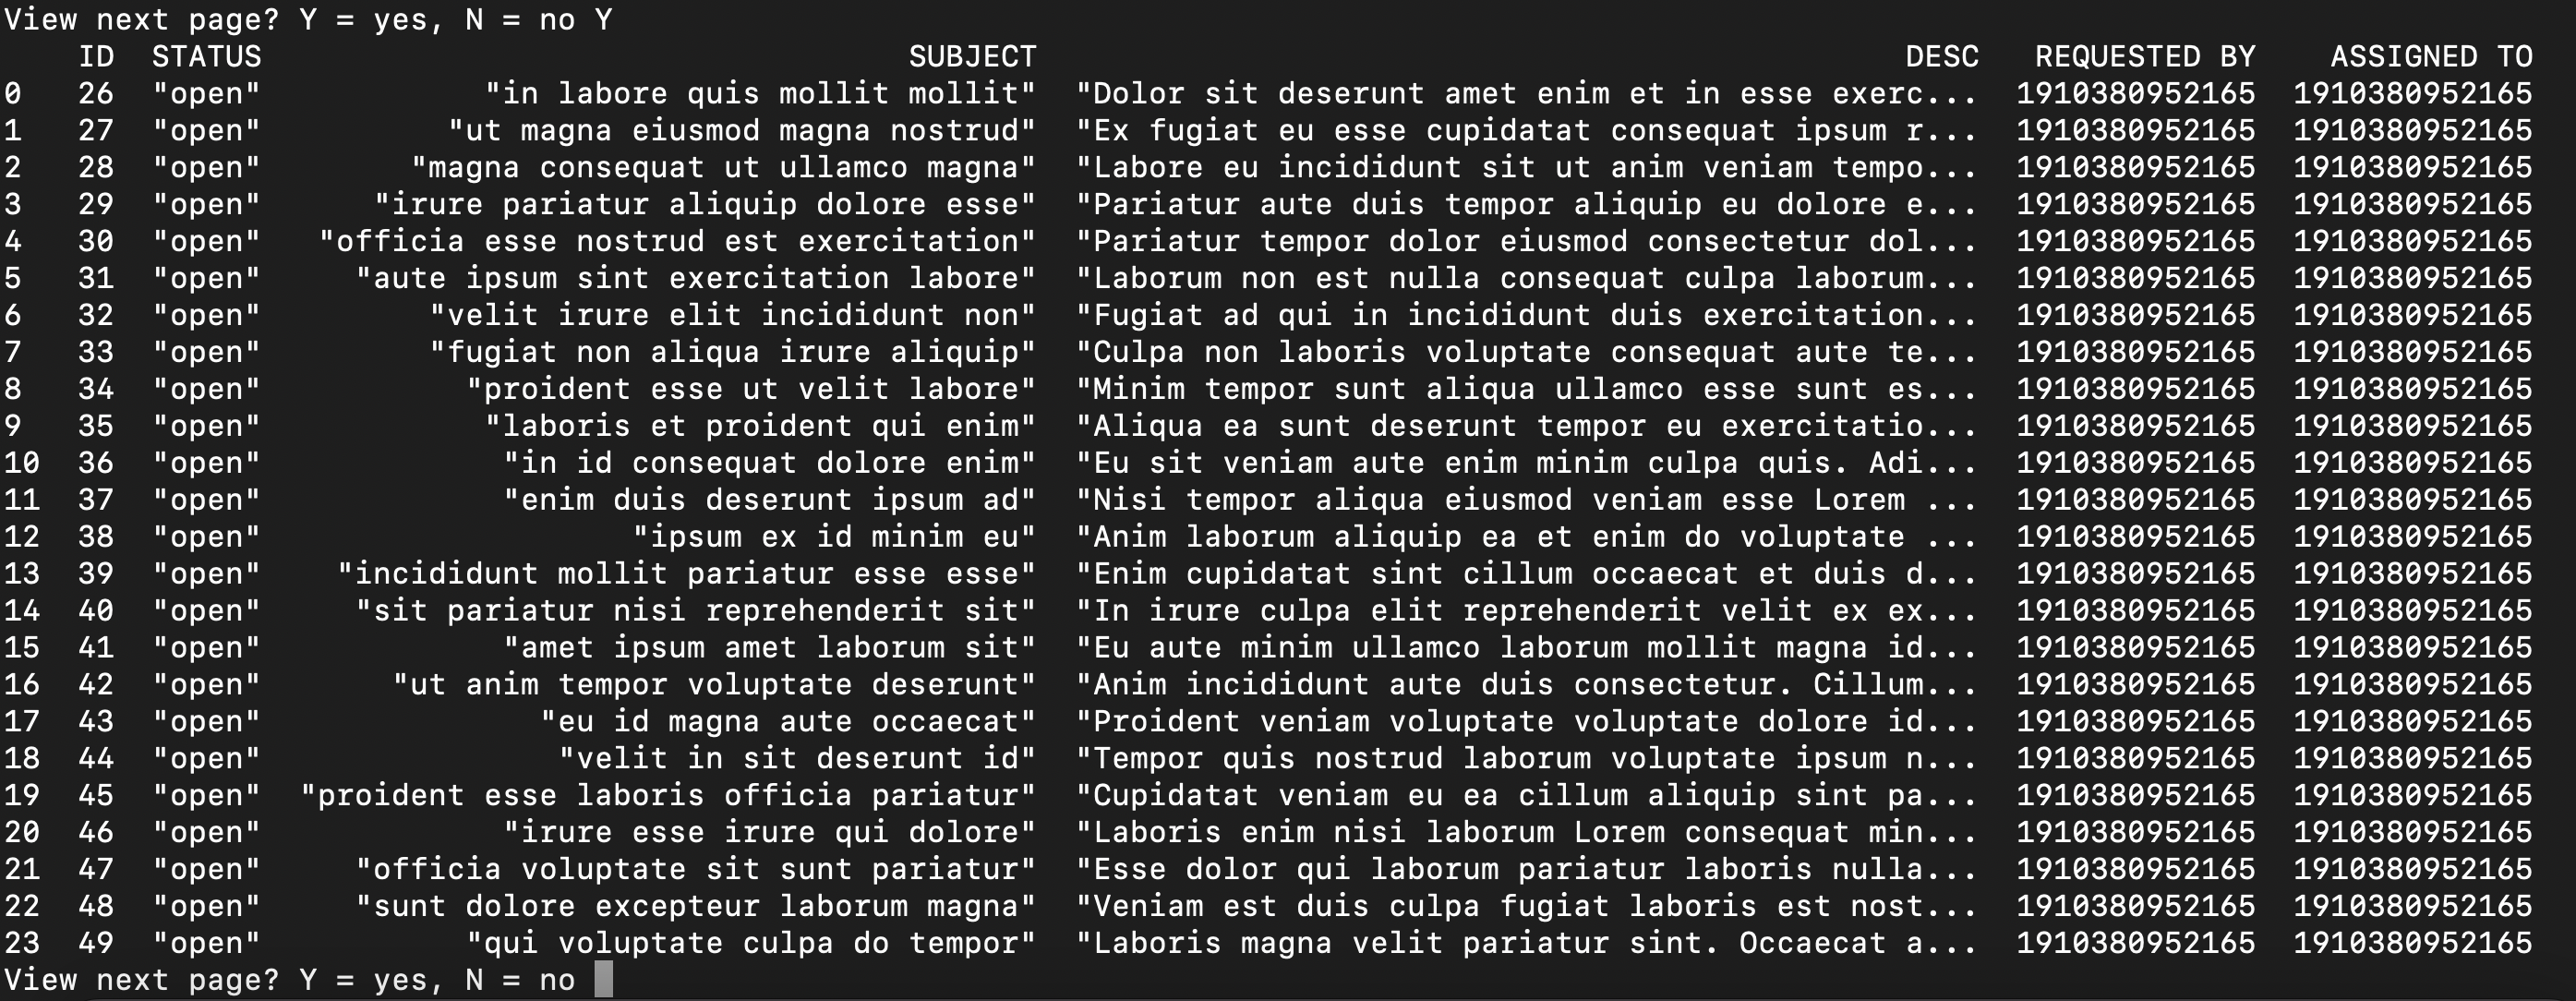 View next page? Y = yes, N = no Y
ID STATUS SUBJECT DESC REQUESTED BY ASSIGNED TO
0 26 "open" "in labore quis mollit mollit" "Dolor sit deserunt amet enim et in esse exerc... 1910380952165 1910380952165
1 27 "open" "ut magna eiusmod magna nostrud" "Ex fugiat eu esse cupidatat consequat ipsum r... 1910380952165 1910380952165
2 28 "open" "magna consequat ut ullamco magna" "Labore eu incididunt sit ut anim veniam tempo... 1910380952165 1910380952165
3 29 "open" "irure pariatur aliquip dolore esse" "Pariatur aute duis tempor aliquip eu dolore e... 1910380952165 1910380952165
4 30 "open" "officia esse nostrud est exercitation" "Pariatur tempor dolor eiusmod consectetur dol... 1910380952165 1910380952165
5 31 "open" "aute ipsum sint exercitation labore" "Laborum non est nulla consequat culpa laborum... 1910380952165 1910380952165
6 32 "open" "velit irure elit incididunt non" "Fugiat ad qui in incididunt duis exercitation... 1910380952165 1910380952165
7 33 "open" "fugiat non aliqua irure aliquip" "Culpa non laboris voluptate consequat aute te... 1910380952165 1910380952165
8 34 "open" "proident esse ut velit labore" "Minim tempor sunt aliqua ullamco esse sunt es... 1910380952165 1910380952165
9 35 "open" "laboris et proident qui enim" "Aliqua ea sunt deserunt tempor eu exercitatio... 1910380952165 1910380952165
10 36 "open" "in id consequat dolore enim" "Eu sit veniam aute enim minim culpa quis. Adi... 1910380952165 1910380952165
11 37 "open" "enim duis deserunt ipsum ad" "Nisi tempor aliqua eiusmod veniam esse Lorem ... 1910380952165 1910380952165
12 38 "open" "ipsum ex id minim eu" "Anim laborum aliquip ea et enim do voluptate ... 1910380952165 1910380952165
13 39 "open" "incididunt mollit pariatur esse esse" "Enim cupidatat sint cillum occaecat et duis d... 1910380952165 1910380952165
14 40 "open" "sit pariatur nisi reprehenderit sit" "In irure culpa elit reprehenderit velit ex ex... 1910380952165 1910380952165
15 41 "open" "amet ipsum amet laborum sit" "Eu aute minim ullamco laborum mollit magna id... 1910380952165 1910380952165
16 42 "open" "ut anim tempor voluptate deserunt" "Anim incididunt aute duis consectetur. Cillum... 1910380952165 1910380952165
17 43 "open" "eu id magna aute occaecat" "Proident veniam voluptate voluptate dolore id... 1910380952165 1910380952165
18 44 "open" "velit in sit deserunt id" "Tempor quis nostrud laborum voluptate ipsum n... 1910380952165 1910380952165
19 45 "open" "proident esse laboris officia pariatur" "Cupidatat veniam eu ea cillum aliquip sint pa... 1910380952165 1910380952165
20 46 "open" "irure esse irure qui dolore" "Laboris enim nisi laborum Lorem consequat min... 1910380952165 1910380952165
21 47 "open" "officia voluptate sit sunt pariatur" "Esse dolor qui laborum pariatur laboris nulla... 1910380952165 1910380952165
22 48 "open" "sunt dolore excepteur laborum magna" "Veniam est duis culpa fugiat laboris est nost... 1910380952165 1910380952165
23 49 "open" "qui voluptate culpa do tempor" "Laboris magna velit pariatur sint. Occaecat a... 1910380952165 1910380952165
View next page? Y = yes, N = no